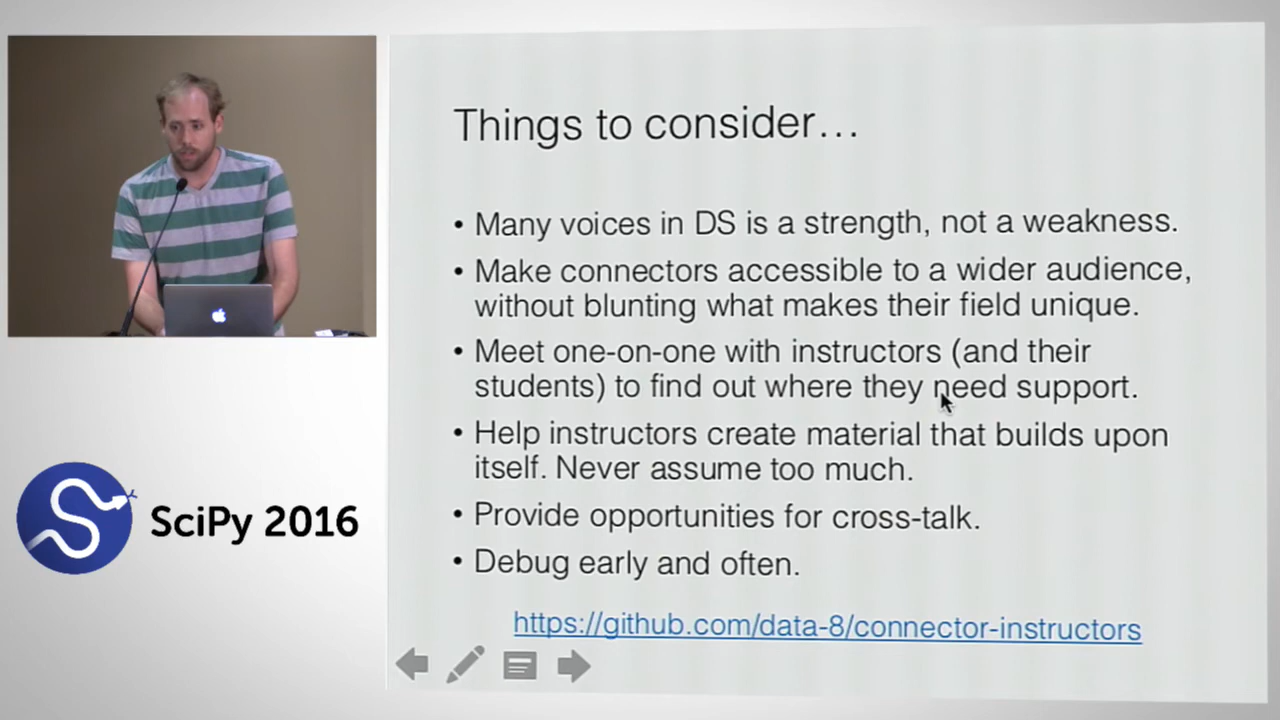 Things to consider…
• Many voices in DS is a strength, not a weakness.
• Make connectors accessible to a wider audience,
without blunting what makes their field unique.
• Meet one-on-one with instructors (and their
students) to find out where they need support.
• Help instructors create material that builds upon
itself. Never assume too much.
• Provide opportunities for cross-talk.
• Debug early and often.
https://github.com/data-8/connector-instructors
SciPy 2016